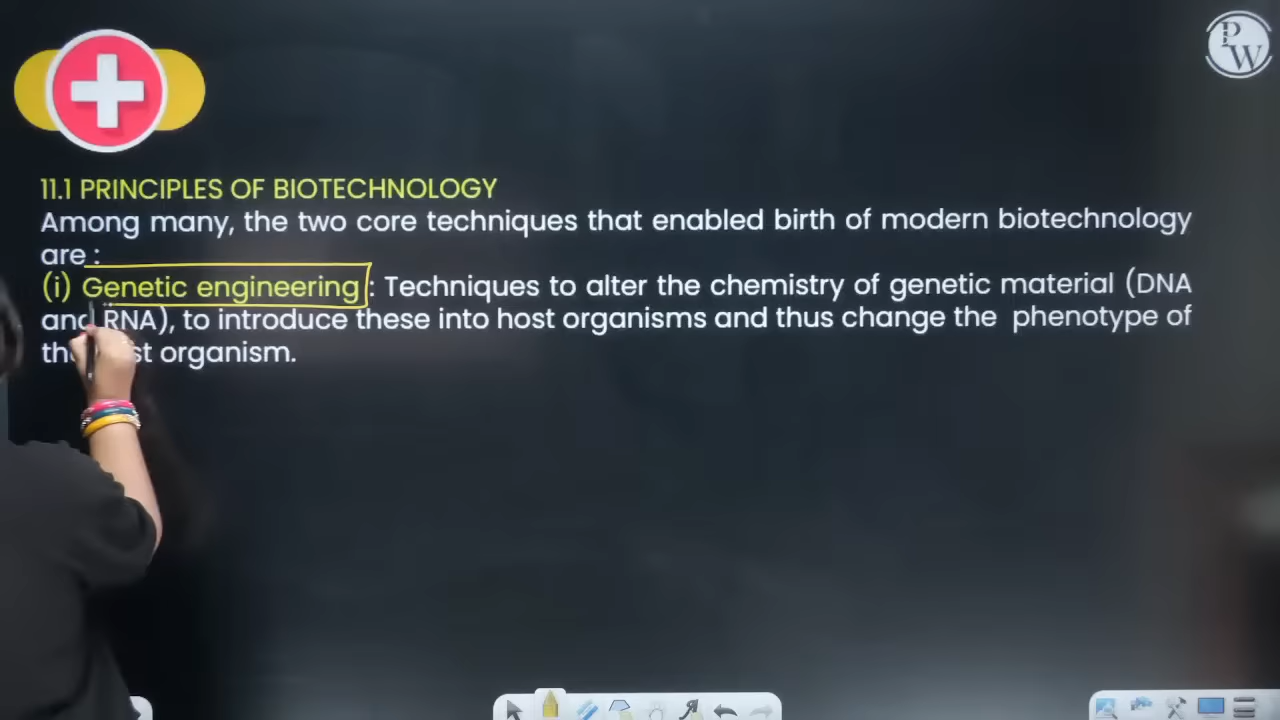 PW
11.1 PRINCIPLES OF BIOTECHNOLOGY
Among many, the two core techniques that enabled birth of modern biotechnology
are :
(i) Genetic engineering : Techniques to alter the chemistry of genetic material (DNA
and RNA), to introduce these into host organisms and thus change the phenotype of
organism.